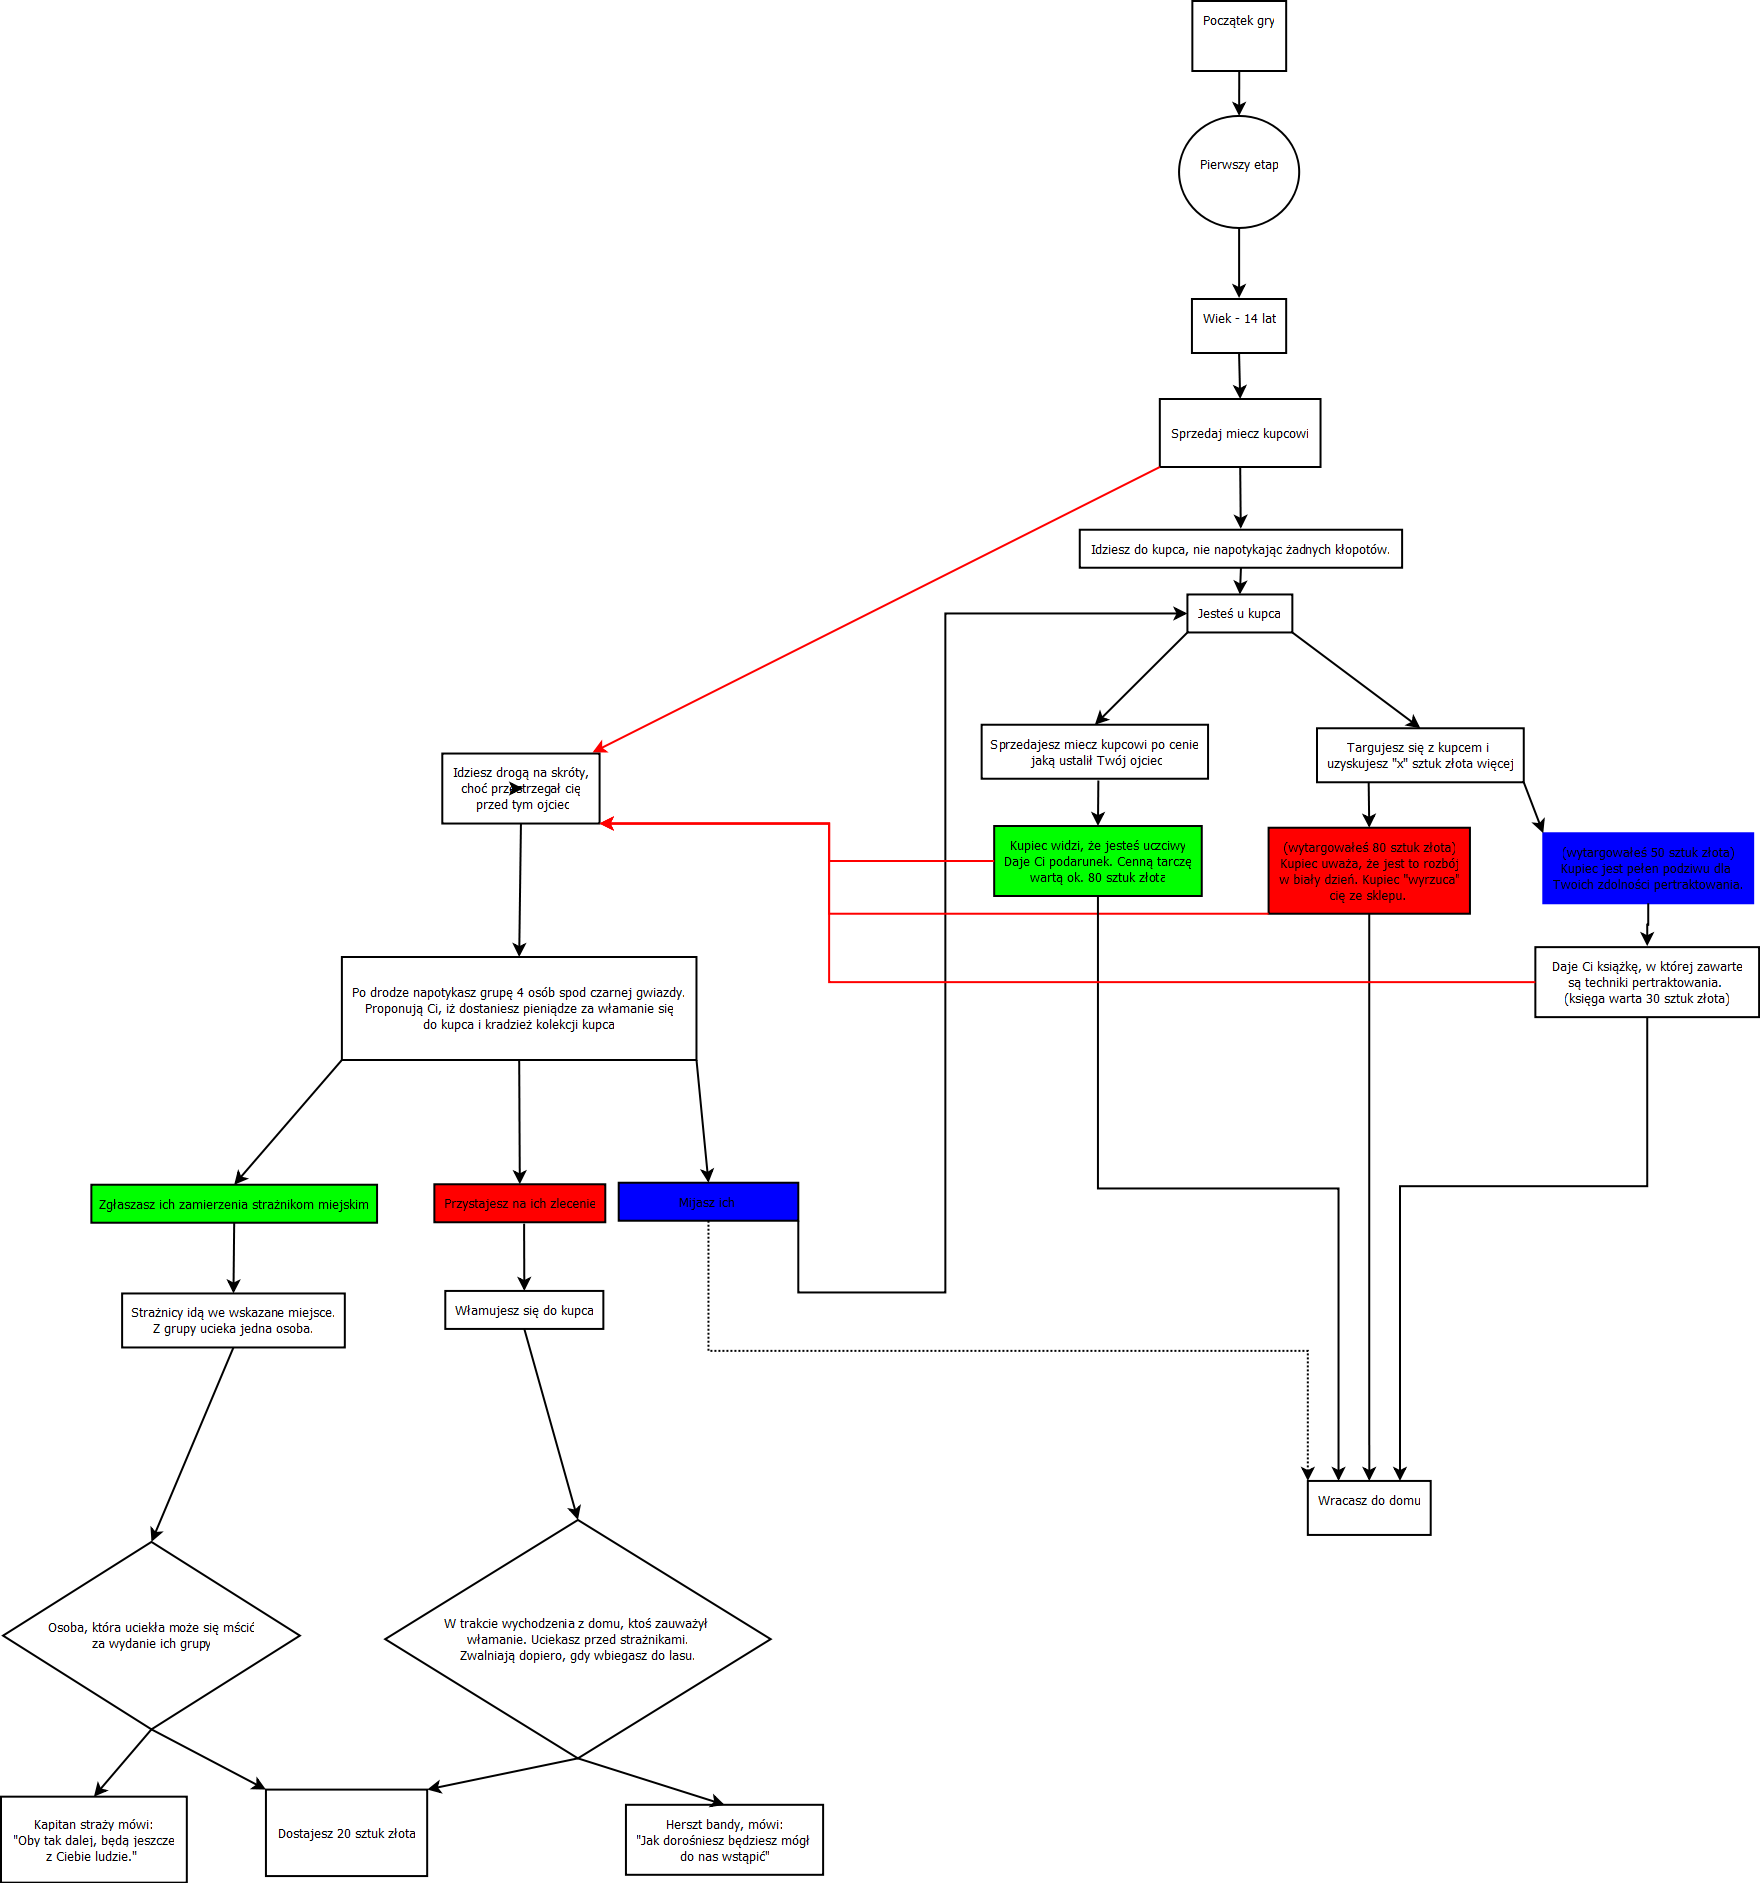 Początek gry
Pierwszy etap
Wiek - 14 lat
Sprzedaj miecz kupcowi
Idziesz do kupca, nie napotykając żadnych kłopotów.
Jesteś u kupca
Sprzedajesz miecz kupcowi po cenie
jaką ustalił Twój ojciec
Targujesz się z kupcem i
uzyskujesz "x" sztuk złota więcej
Idziesz drogą na skróty,
choć przestrzegał cię
przed tym ojciec
Kupiec widzi, że jesteś uczciwy
Daje Ci podarunek. Cenną tarczę
wartą ok. 80 sztuk złota
(wytargowałeś 80 sztuk złota)
Kupiec uważa, że jest to rozbój
w biały dzień. Kupiec "wyrzuca"
cię ze sklepu.
(wytargowałeś 50 sztuk złota)
Kupiec jest pełen podziwu dla
Twoich zdolności pertraktowania
Daje Ci książkę, w której zawarte
są techniki pertraktowania.
(księga warta 30 sztuk złota)
Po drodze napotykasz grupę 4 osób spod czarnej gwiazdy.
Proponują Ci, iż dostaniesz pieniądze za włamanie się
do kupca i kradzież kolekcji kupca
Zgłaszasz ich zamierzenia strażnikom miejskim
Przystajesz na ich zlecenie
Mijasz ich
Strażnicy idą we wskazane miejsce.
Z grupy ucieka jedna osoba.
Włamujesz się do kupca
Wracasz do domu
Osoba, która uciekła może się mścić
za wydanie ich grupy
W trakcie wychodzenia z domu, ktoś zauważył
włamanie. Uciekasz przed strażnikami.
Zwalniają dopiero, gdy wbiegasz do lasu.
Kapitan straży mówi:
"Oby tak dalej, będą jeszcze
z Ciebie ludzie."
Dostajesz 20 sztuk złota
Herszt bandy, mówi:
"Jak dorośniesz będziesz mógł
do nas wstąpić"